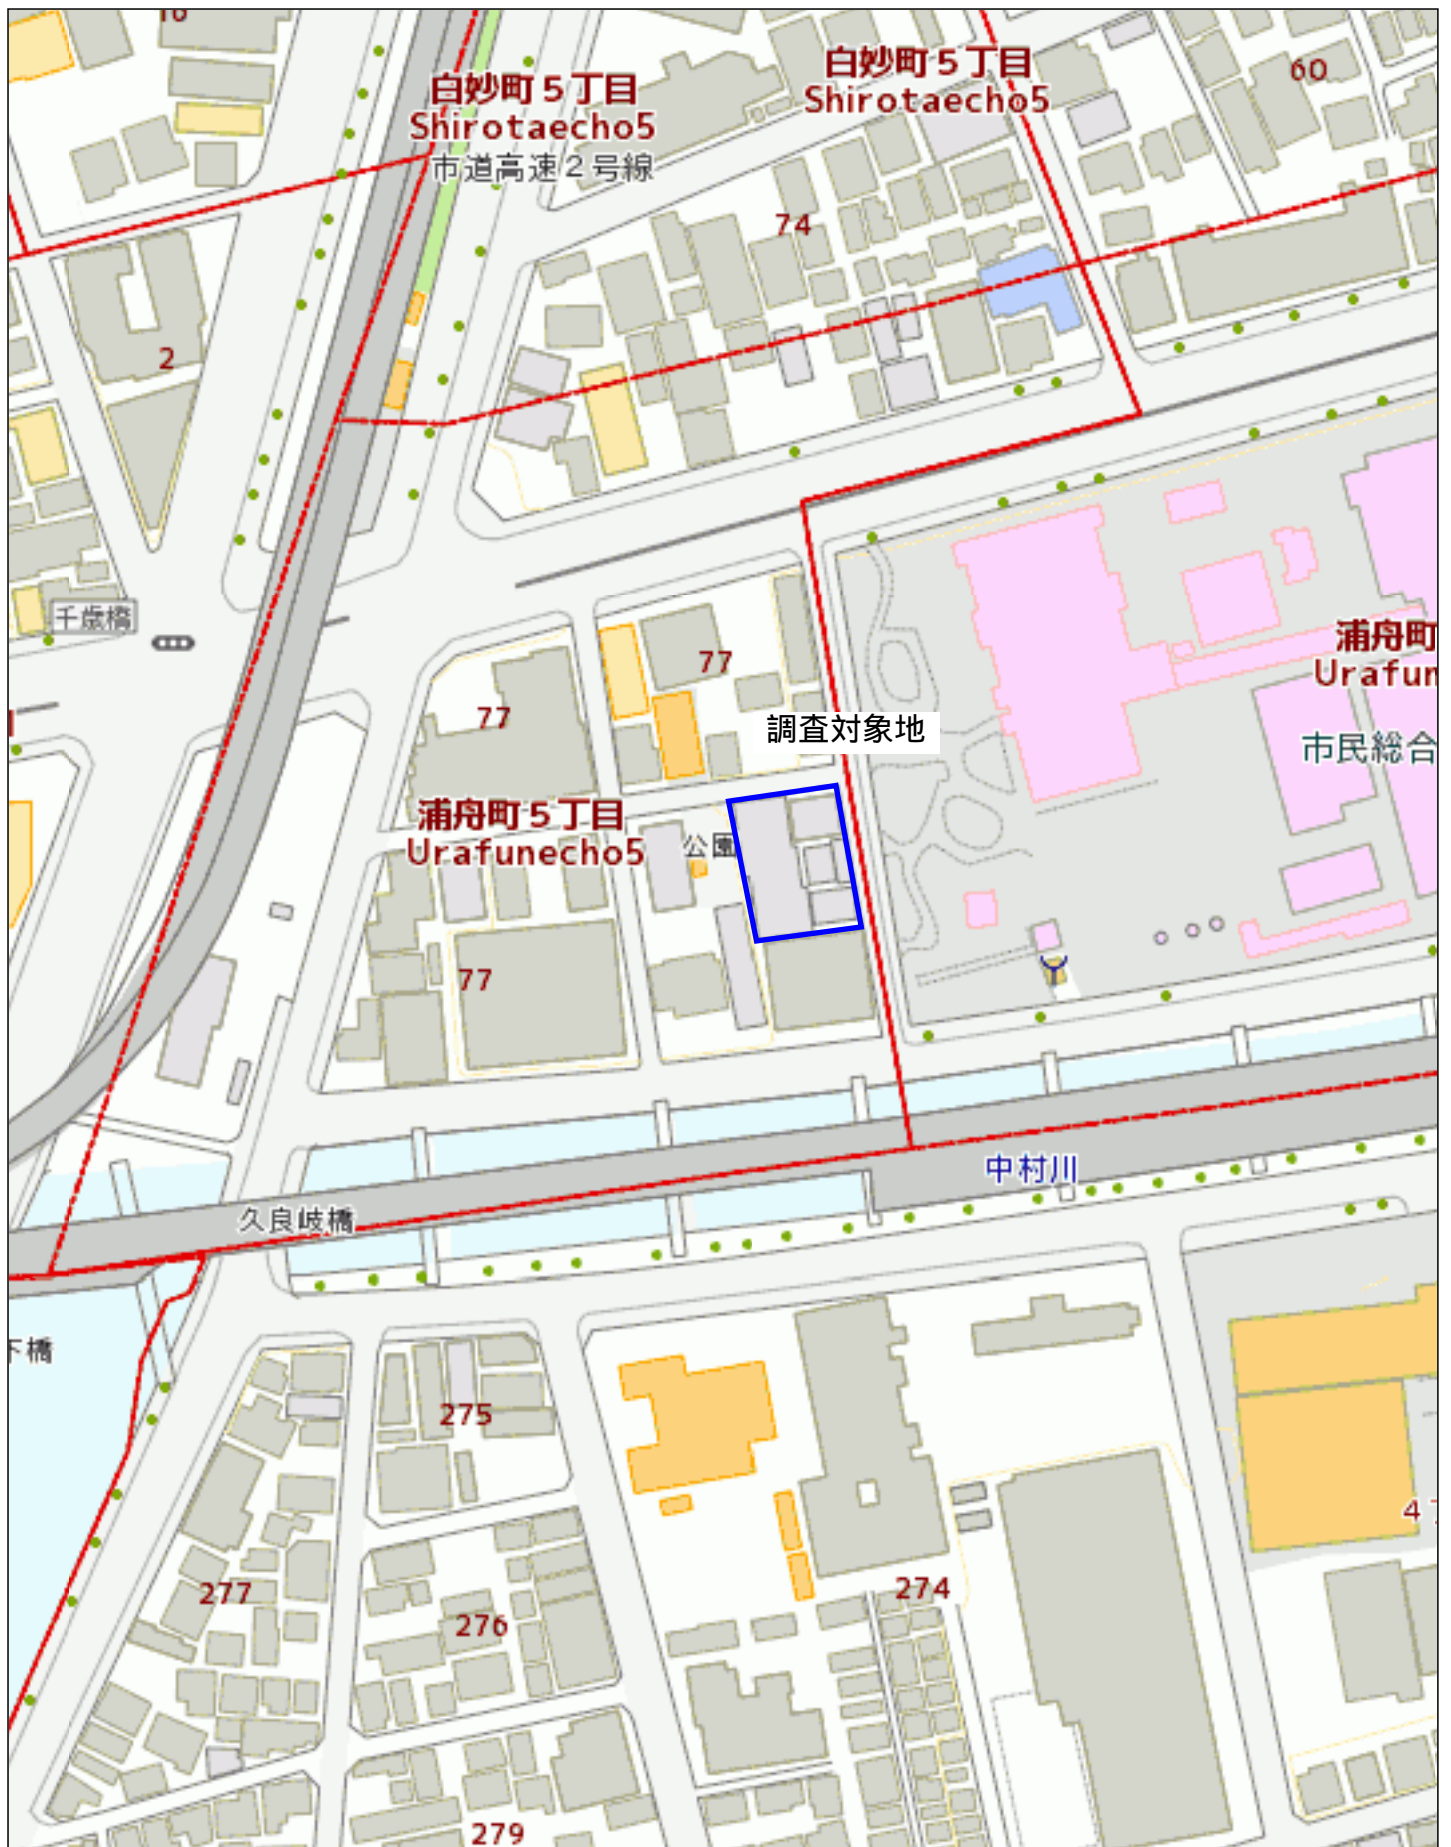 白妙町５丁目
Shirotaecho5
市道高速２号線
白妙町５丁目
Shirotaecho5
60
74
2
千歳橋
77
77
調査対象地
浦舟町
Urafun
市民総合
浦舟町５丁目
Urafunecho5
公園
77
中村川
久良岐橋
下橋
275
277
276
274
4
279